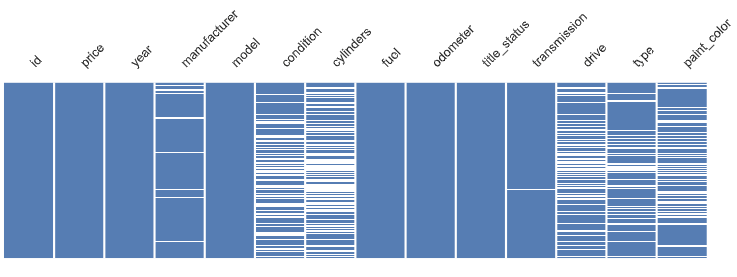 id
price
year
manufacturer
model
condition
cylinders
fuel
odometer
title_status
transmission
drive
type
paint_color